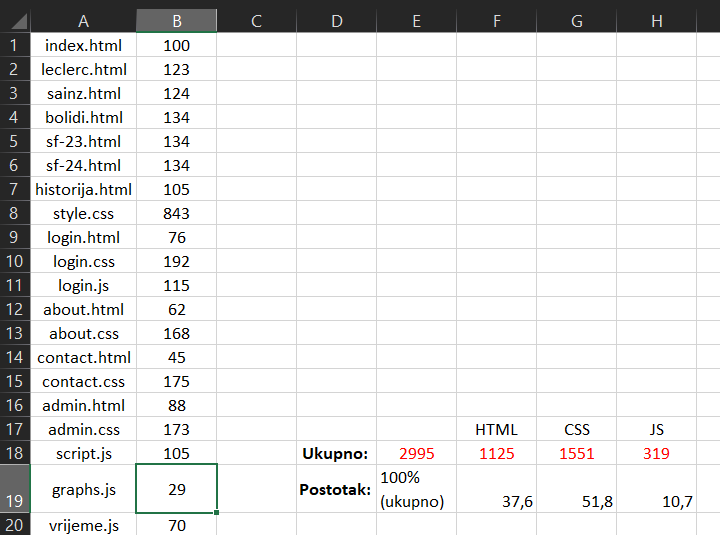 A B C D E F G H
1 index.html 100
2 leclerc.html 123
3 sainz.html 124
4 bolidi.html 134
5 sf-23.html 134
6 sf-24.html 134
7 historija.html 105
8 style.css 843
9 login.html 76
10 login.css 192
11 login.js 115
12 about.html 62
13 about.css 168
14 contact.html 45
15 contact.css 175
16 admin.html 88
17 admin.css 173 HTML CSS JS
18 script.js 105 Ukupno: 2995 1125 1551 319
19 graphs.js 29 Postotak: 100%
(ukupno) 37,6 51,8 10,7
20 vrijeme.js 70